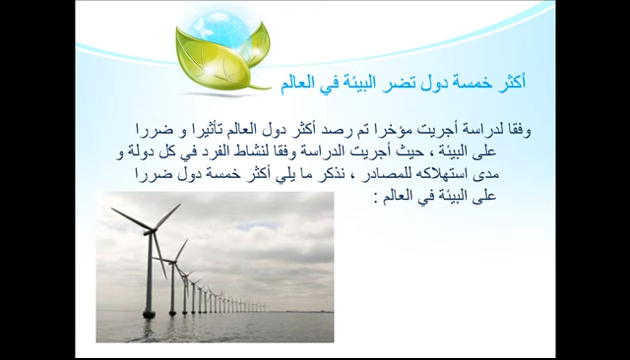 أكثر خمسة دول تضر البيئة في العالم
وفقا لدراسة أجريت مؤخرا تم رصد أكثر دول العالم تأثيرا و ضررا
على البيئة ، حيث أجريت الدراسة وفقا لنشاط الفرد في كل دولة و
مدى استهلاكه للمصادر ، نذكر ما يلي أكثر خمسة دول ضررا
على البيئة في العالم :